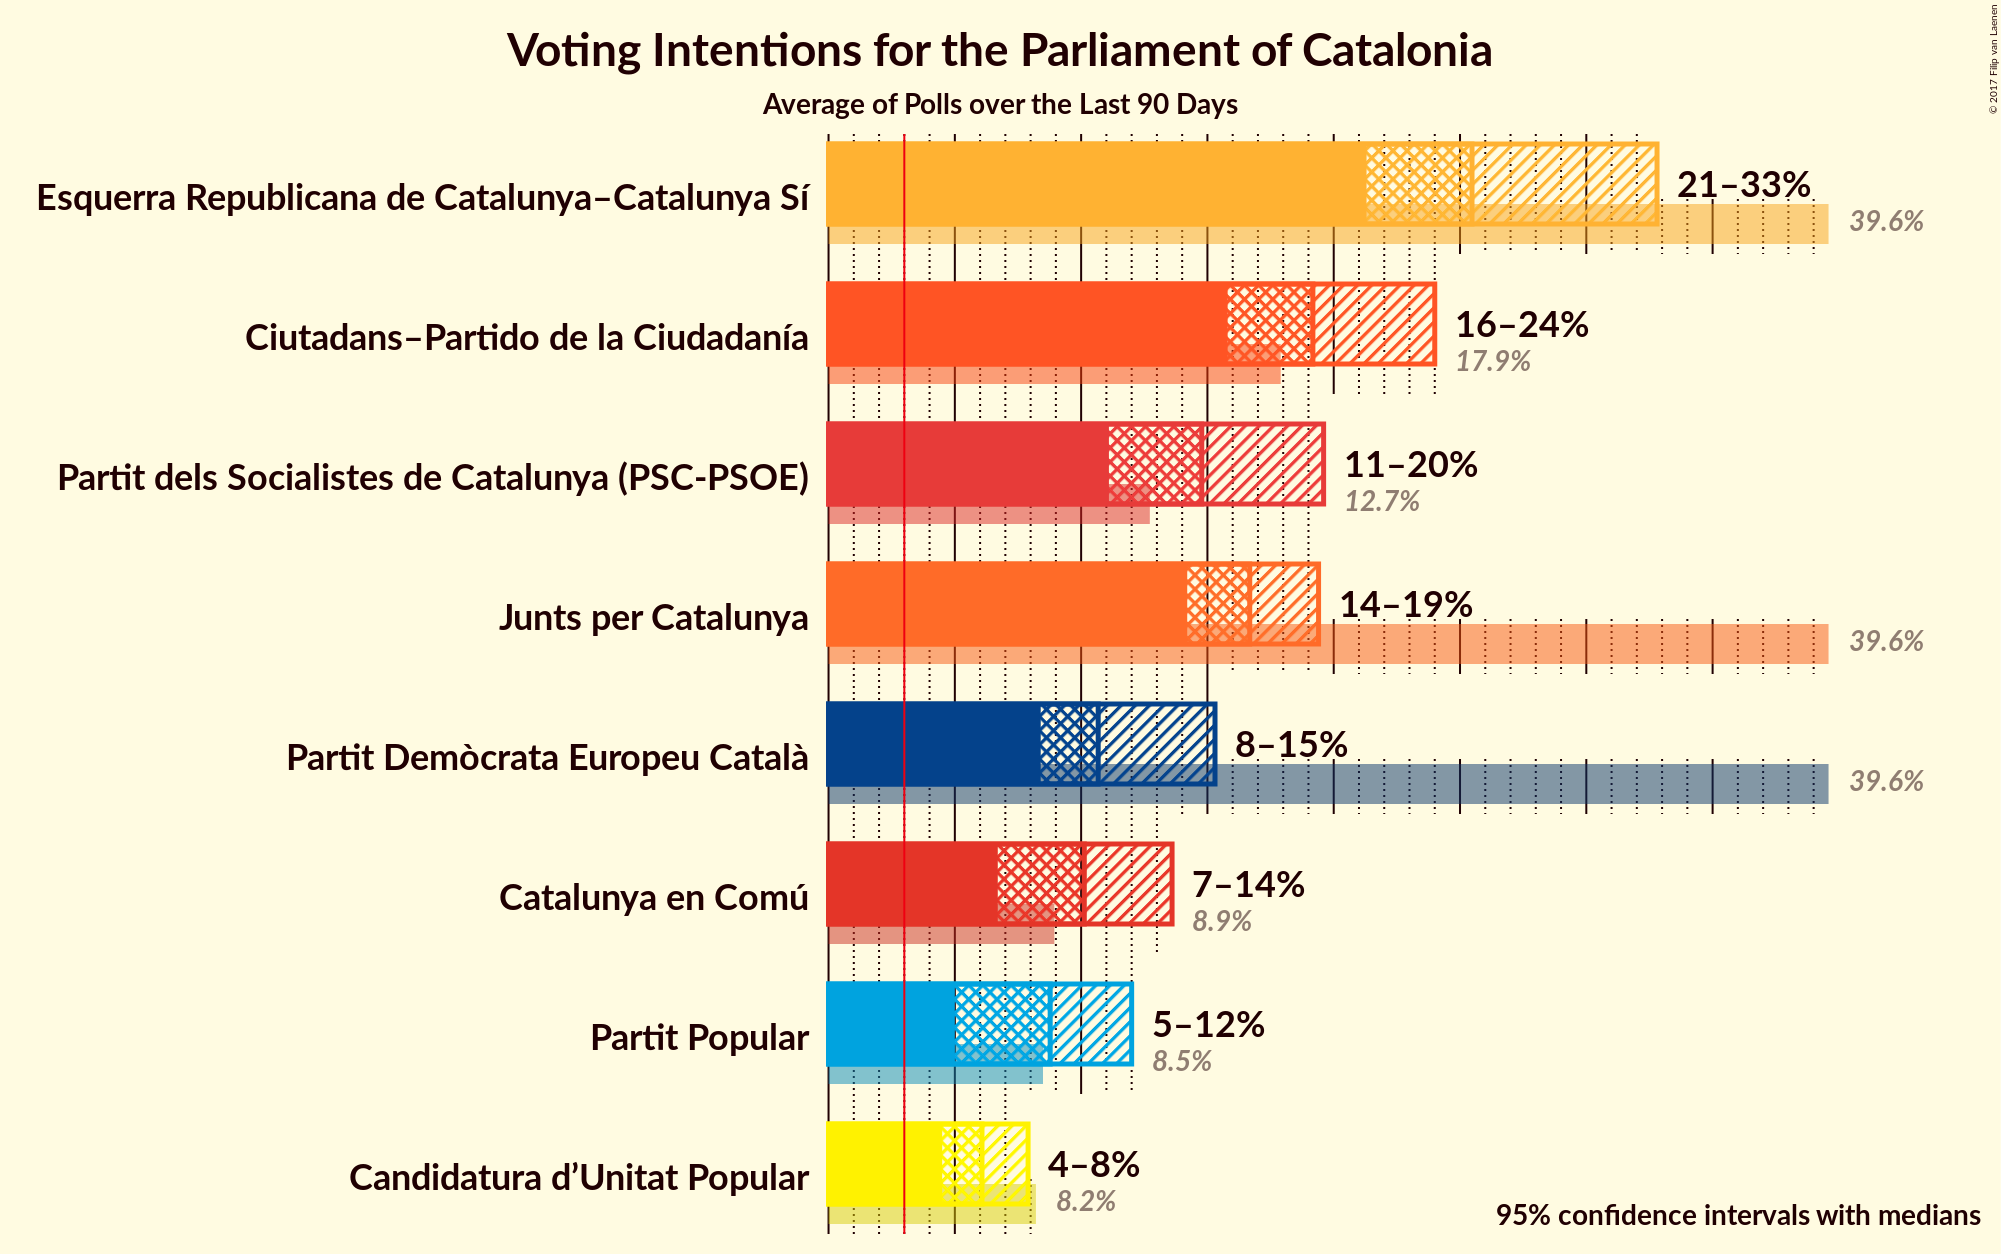 Voting Intentions for the Parliament of Catalonia
Average of Polls over the Last 90 Days
© 2017 Filip van Laenen
Esquerra Republicana de Catalunya–Catalunya Sí
21–33%
39.6%
Ciutadans–Partido de la Ciudadanía
16–24%
17.9%
Partit dels Socialistes de Catalunya (PSC-PSOE)
11–20%
12.7%
Junts per Catalunya
14–19%
39.6%
Partit Demòcrata Europeu Català
8–15%
39.6%
Catalunya en Comú
7–14%
8.9%
Partit Popular
5–12%
8.5%
Candidatura d’Unitat Popular
4–8%
8.2%
95% confidence intervals with medians